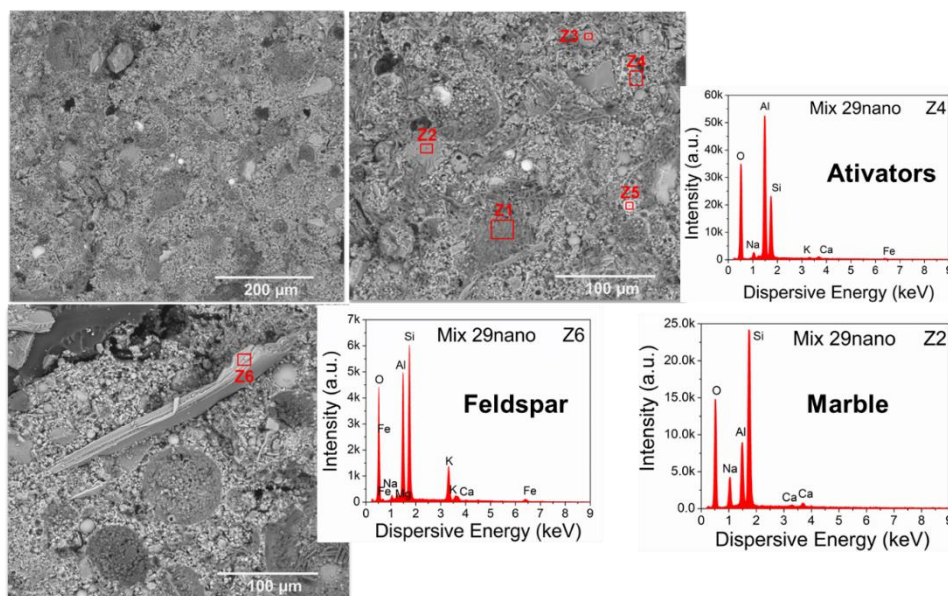 200 µm
Z3
Z4
Z2
Z5
Z1
100 µm
Mix 29nano Z4
Ativators
Intensity (a.u.)
60k
50k
40k
30k
20k
10k
0
O
Na
Al
Si
K
Ca
Fe
0 1 2 3 4 5 6 7 8 9
Dispersive Energy (keV)
Z6
100 µm
Mix 29nano Z6
Feldspar
Intensity (a.u.)
7k
6k
5k
4k
3k
2k
1k
0
O
Fe
Fe
Na
Mg
Al
Si
K
K
Ca
Fe
0 1 2 3 4 5 6 7 8 9
Dispersive Energy (keV)
Mix 29nano Z2
Marble
Intensity (a.u.)
25.0k
20.0k
15.0k
10.0k
5.0k
0.0
O
Na
Al
Si
Ca
Ca
0 1 2 3 4 5 6 7 8 9
Dispersive Energy (keV)